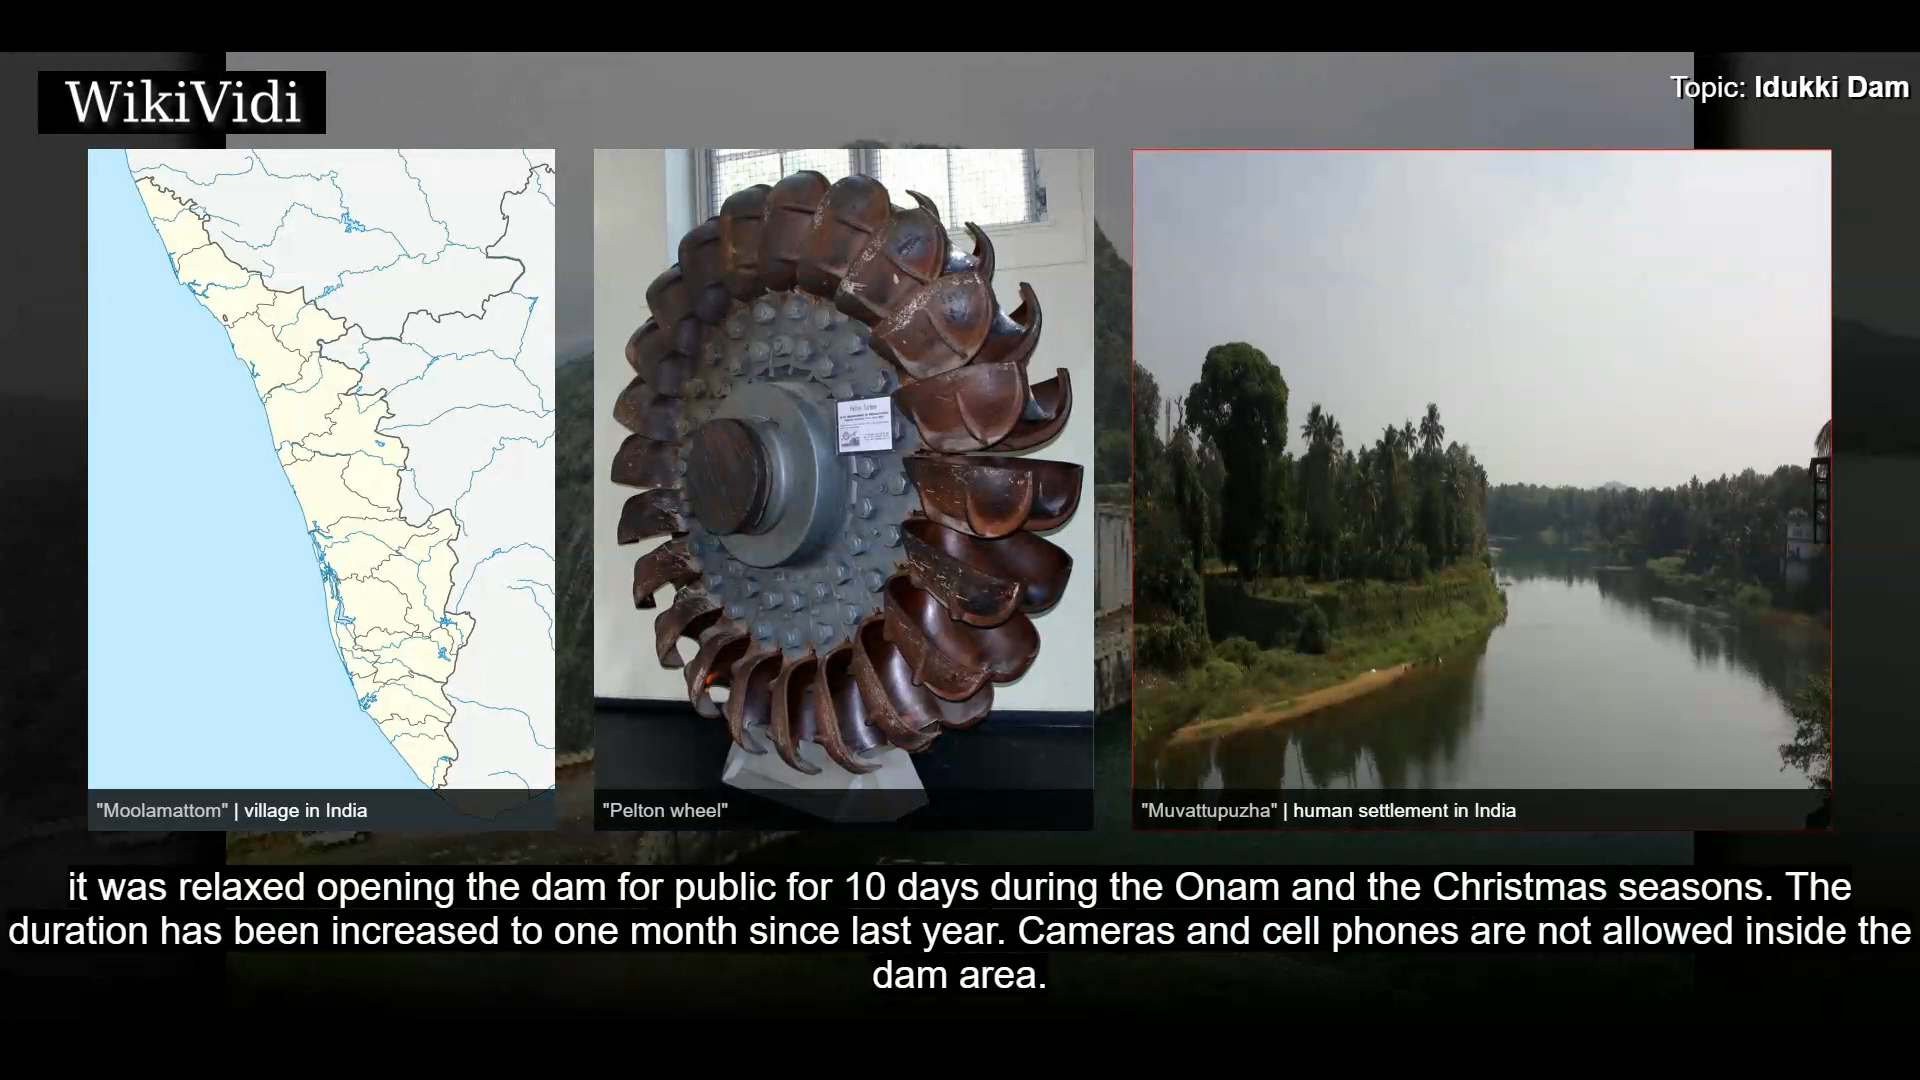 WikiVidi
Topic: Idukki Dam
"Moolamattom" | village in India
"Pelton wheel"
"Muvattupuzha" | human settlement in India
it was relaxed opening the dam for public for 10 days during the Onam and the Christmas seasons. The
duration has been increased to one month since last year. Cameras and cell phones are not allowed inside the
dam area.